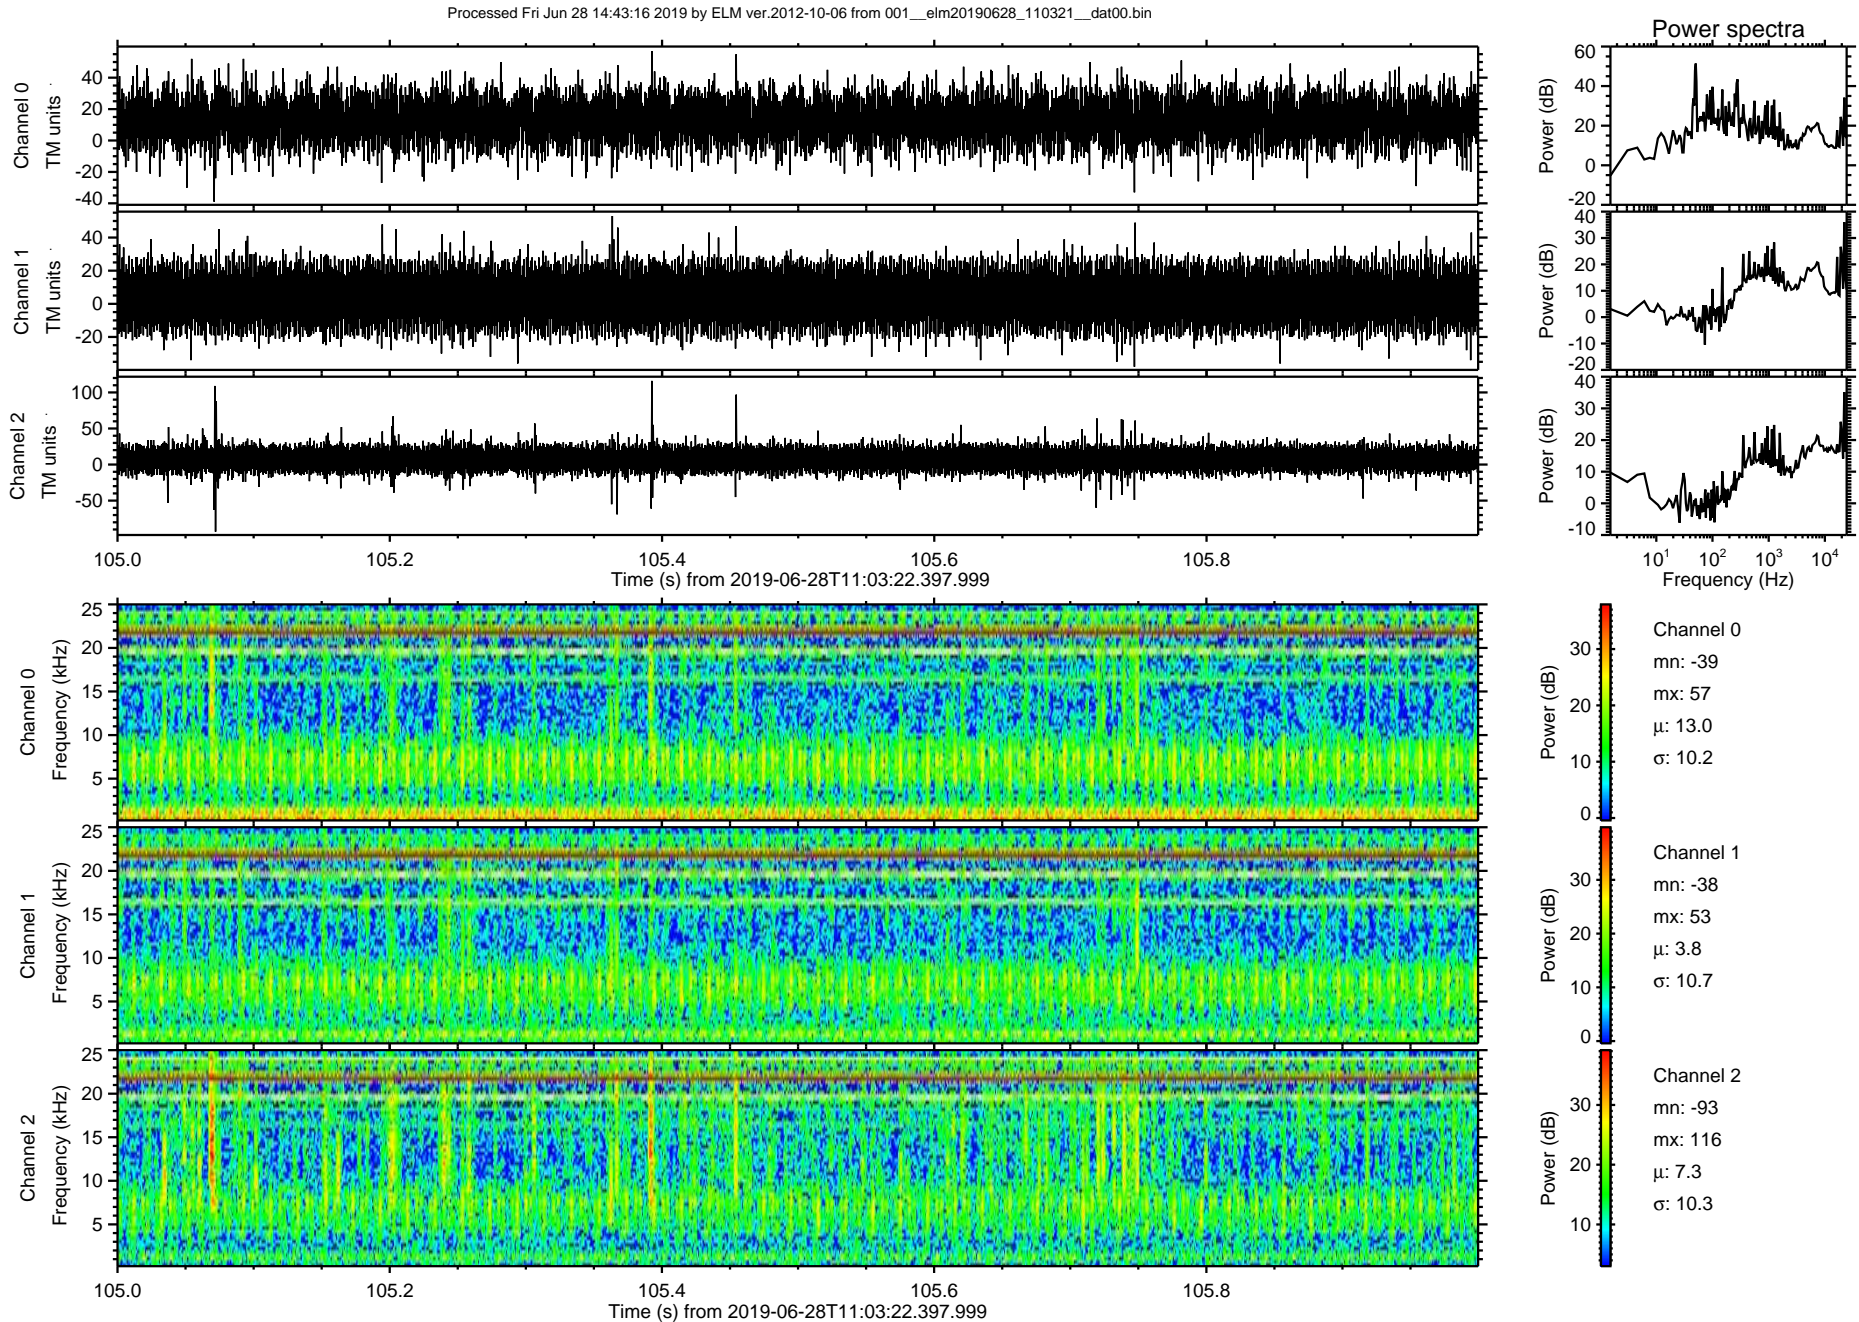 Processed Fri Jun 28 14:43:16 2019 by ELM ver.2012-10-06 from 001__elm20190628_110321__dat00.bin
Power spectra
Channel 0
TM units
40
20
0
-20
-40
Power (dB)
60
40
20
0
-20
Channel 1
TM units
40
20
0
-20
Power (dB)
40
30
20
10
0
-10
-20
Channel 2
TM units
100
50
0
-50
Power (dB)
40
30
20
10
0
-10
105.0 105.2 105.4 105.6 105.8
Time (s) from 2019-06-28T11:03:22.397.999
10¹ 10² 10³ 10⁴
Frequency (Hz)
Channel 0
Frequency (kHz)
25
20
15
10
5
Power (dB)
30
20
10
0
Channel 0
mn: -39
mx: 57
µ: 13.0
σ: 10.2
Channel 1
Frequency (kHz)
25
20
15
10
5
Power (dB)
30
20
10
0
Channel 1
mn: -38
mx: 53
µ: 3.8
σ: 10.7
Channel 2
Frequency (kHz)
25
20
15
10
5
Power (dB)
30
20
10
Channel 2
mn: -93
mx: 116
µ: 7.3
σ: 10.3
105.0 105.2 105.4 105.6 105.8
Time (s) from 2019-06-28T11:03:22.397.999